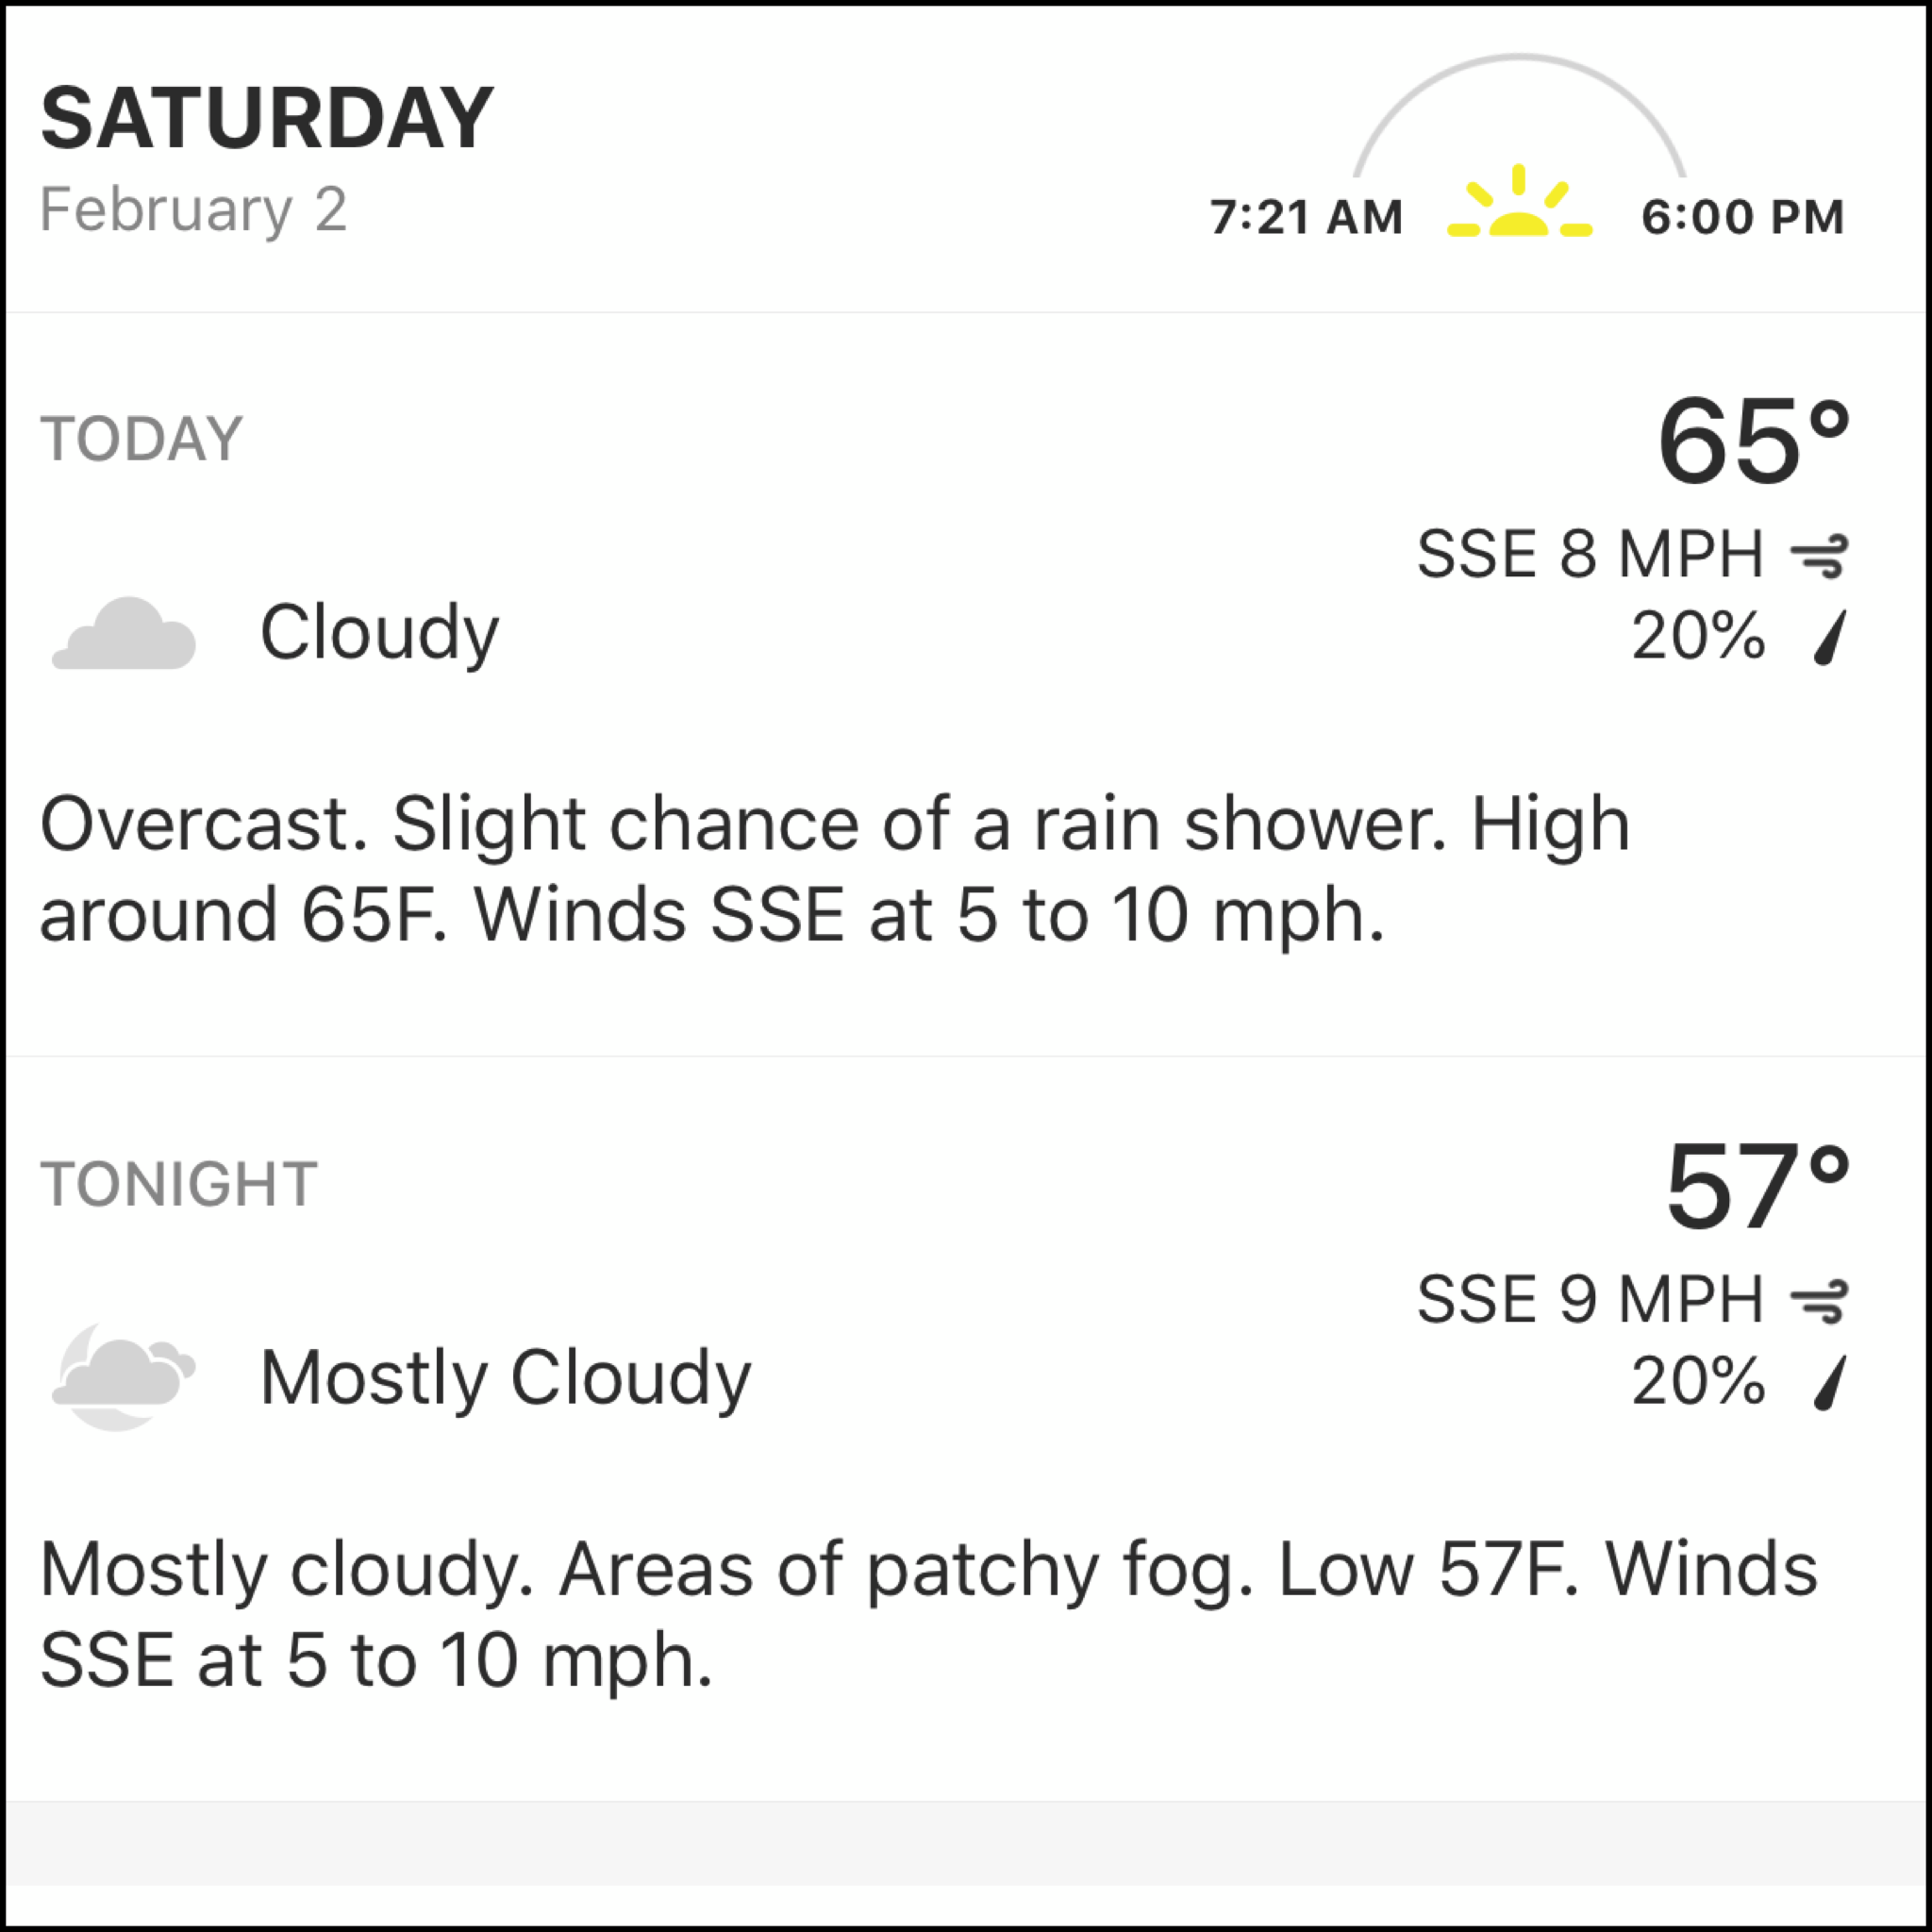 SATURDAY
February 2
7:21 AM 6:00 PM
TODAY
65°
SSE 8 MPH
Cloudy
20%
Overcast. Slight chance of a rain shower. High
around 65F. Winds SSE at 5 to 10 mph.
TONIGHT
57°
SSE 9 MPH
Mostly Cloudy
20%
Mostly cloudy. Areas of patchy fog. Low 57F. Winds
SSE at 5 to 10 mph.